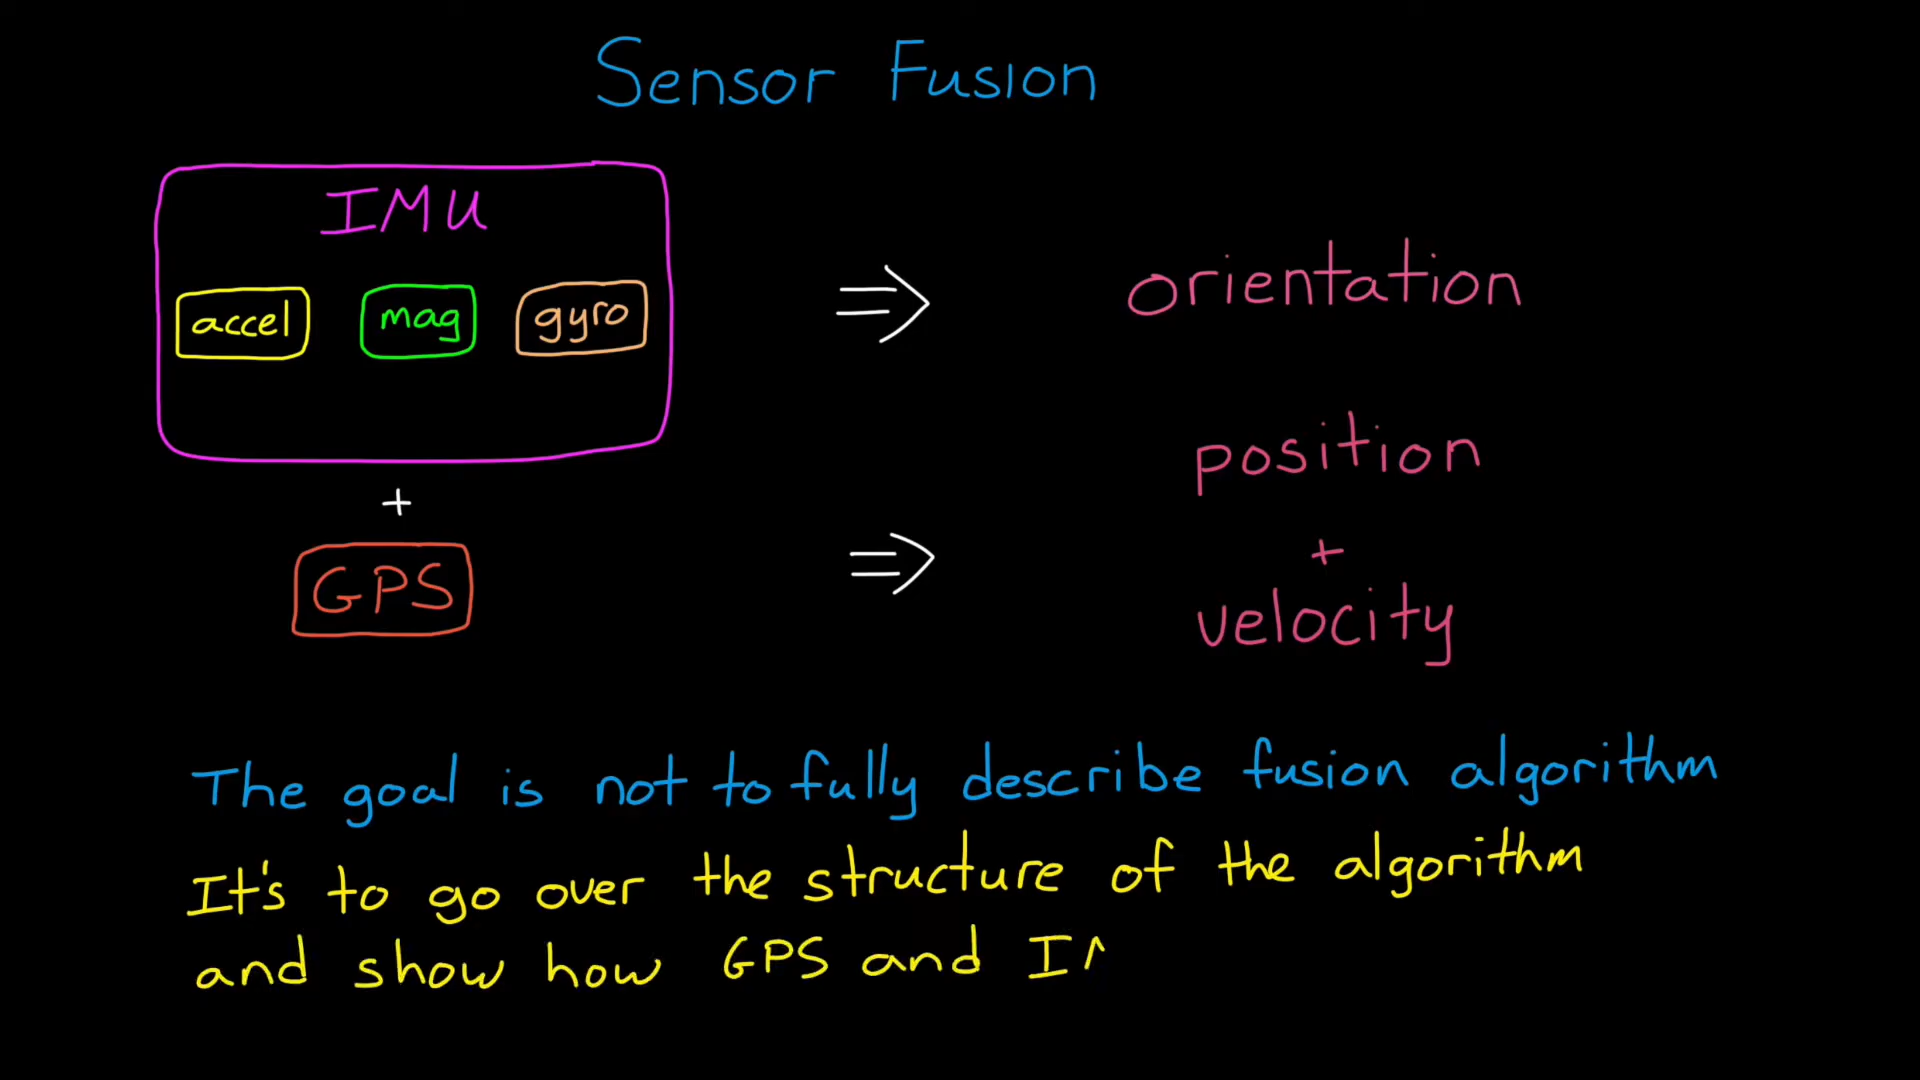 Sensor Fusion
IMU
accel mag gyro
⇒ orientation
+
GPS
⇒ position
+
velocity
The goal is not to fully describe fusion algorithm
It's to go over the structure of the algorithm
and show how GPS and I